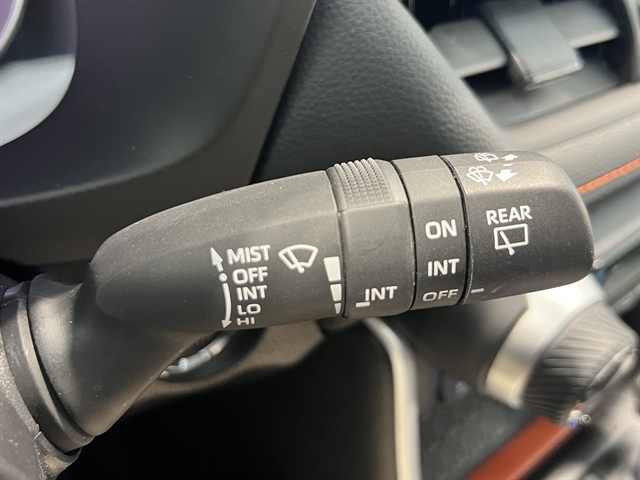 MIST
OFF
INT
LO
HI
INT
ON
INT
OFF
REAR